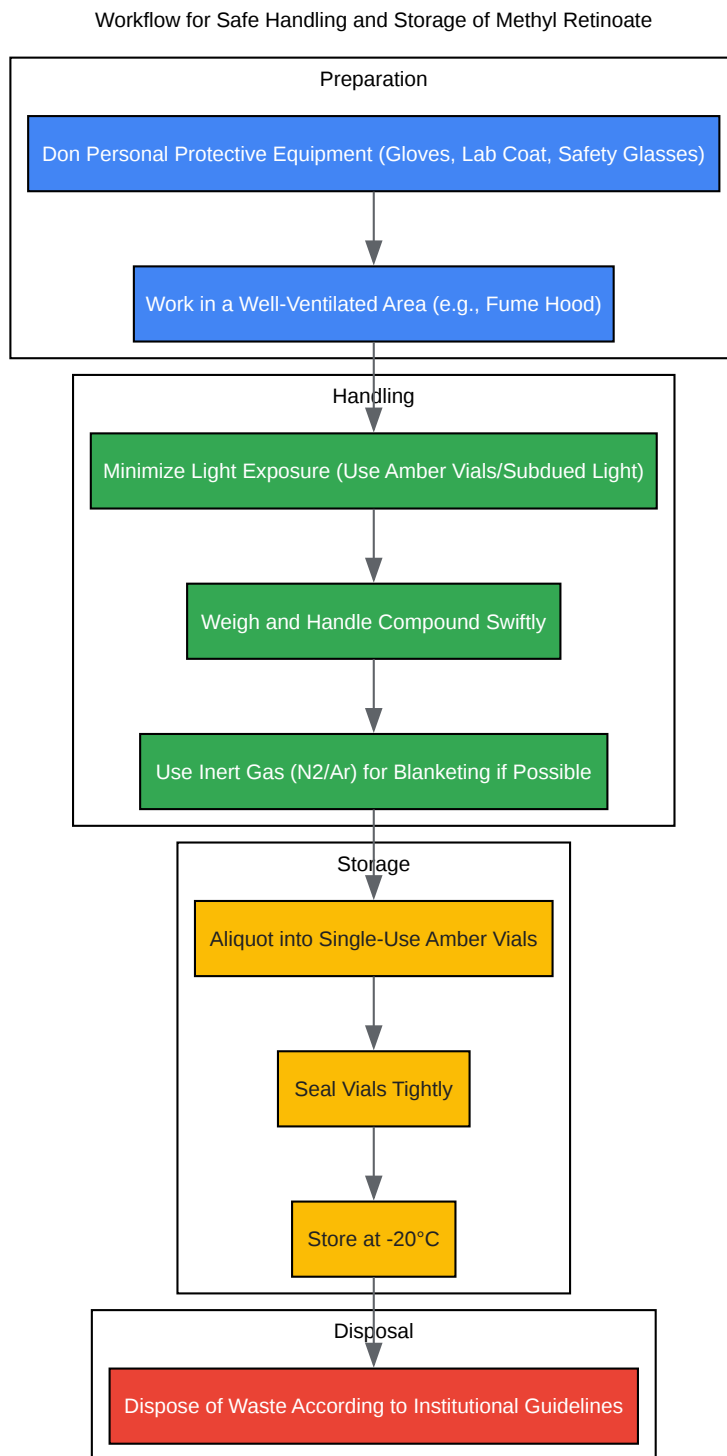 Workflow for Safe Handling and Storage of Methyl Retinoate
Preparation
Don Personal Protective Equipment (Gloves, Lab Coat, Safety Glasses)
Work in a Well-Ventilated Area (e.g., Fume Hood)
Handling
Minimize Light Exposure (Use Amber Vials/Subdued Light)
Weigh and Handle Compound Swiftly
Use Inert Gas (N2/Ar) for Blanketing if Possible
Storage
Aliquot into Single-Use Amber Vials
Seal Vials Tightly
Store at -20°C
Disposal
Dispose of Waste According to Institutional Guidelines